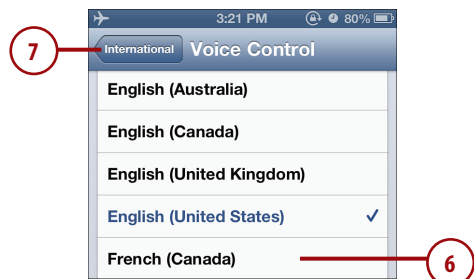 3:21 PM 80%
7
International Voice Control
English (Australia)
English (Canada)
English (United Kingdom)
English (United States)
French (Canada)
6